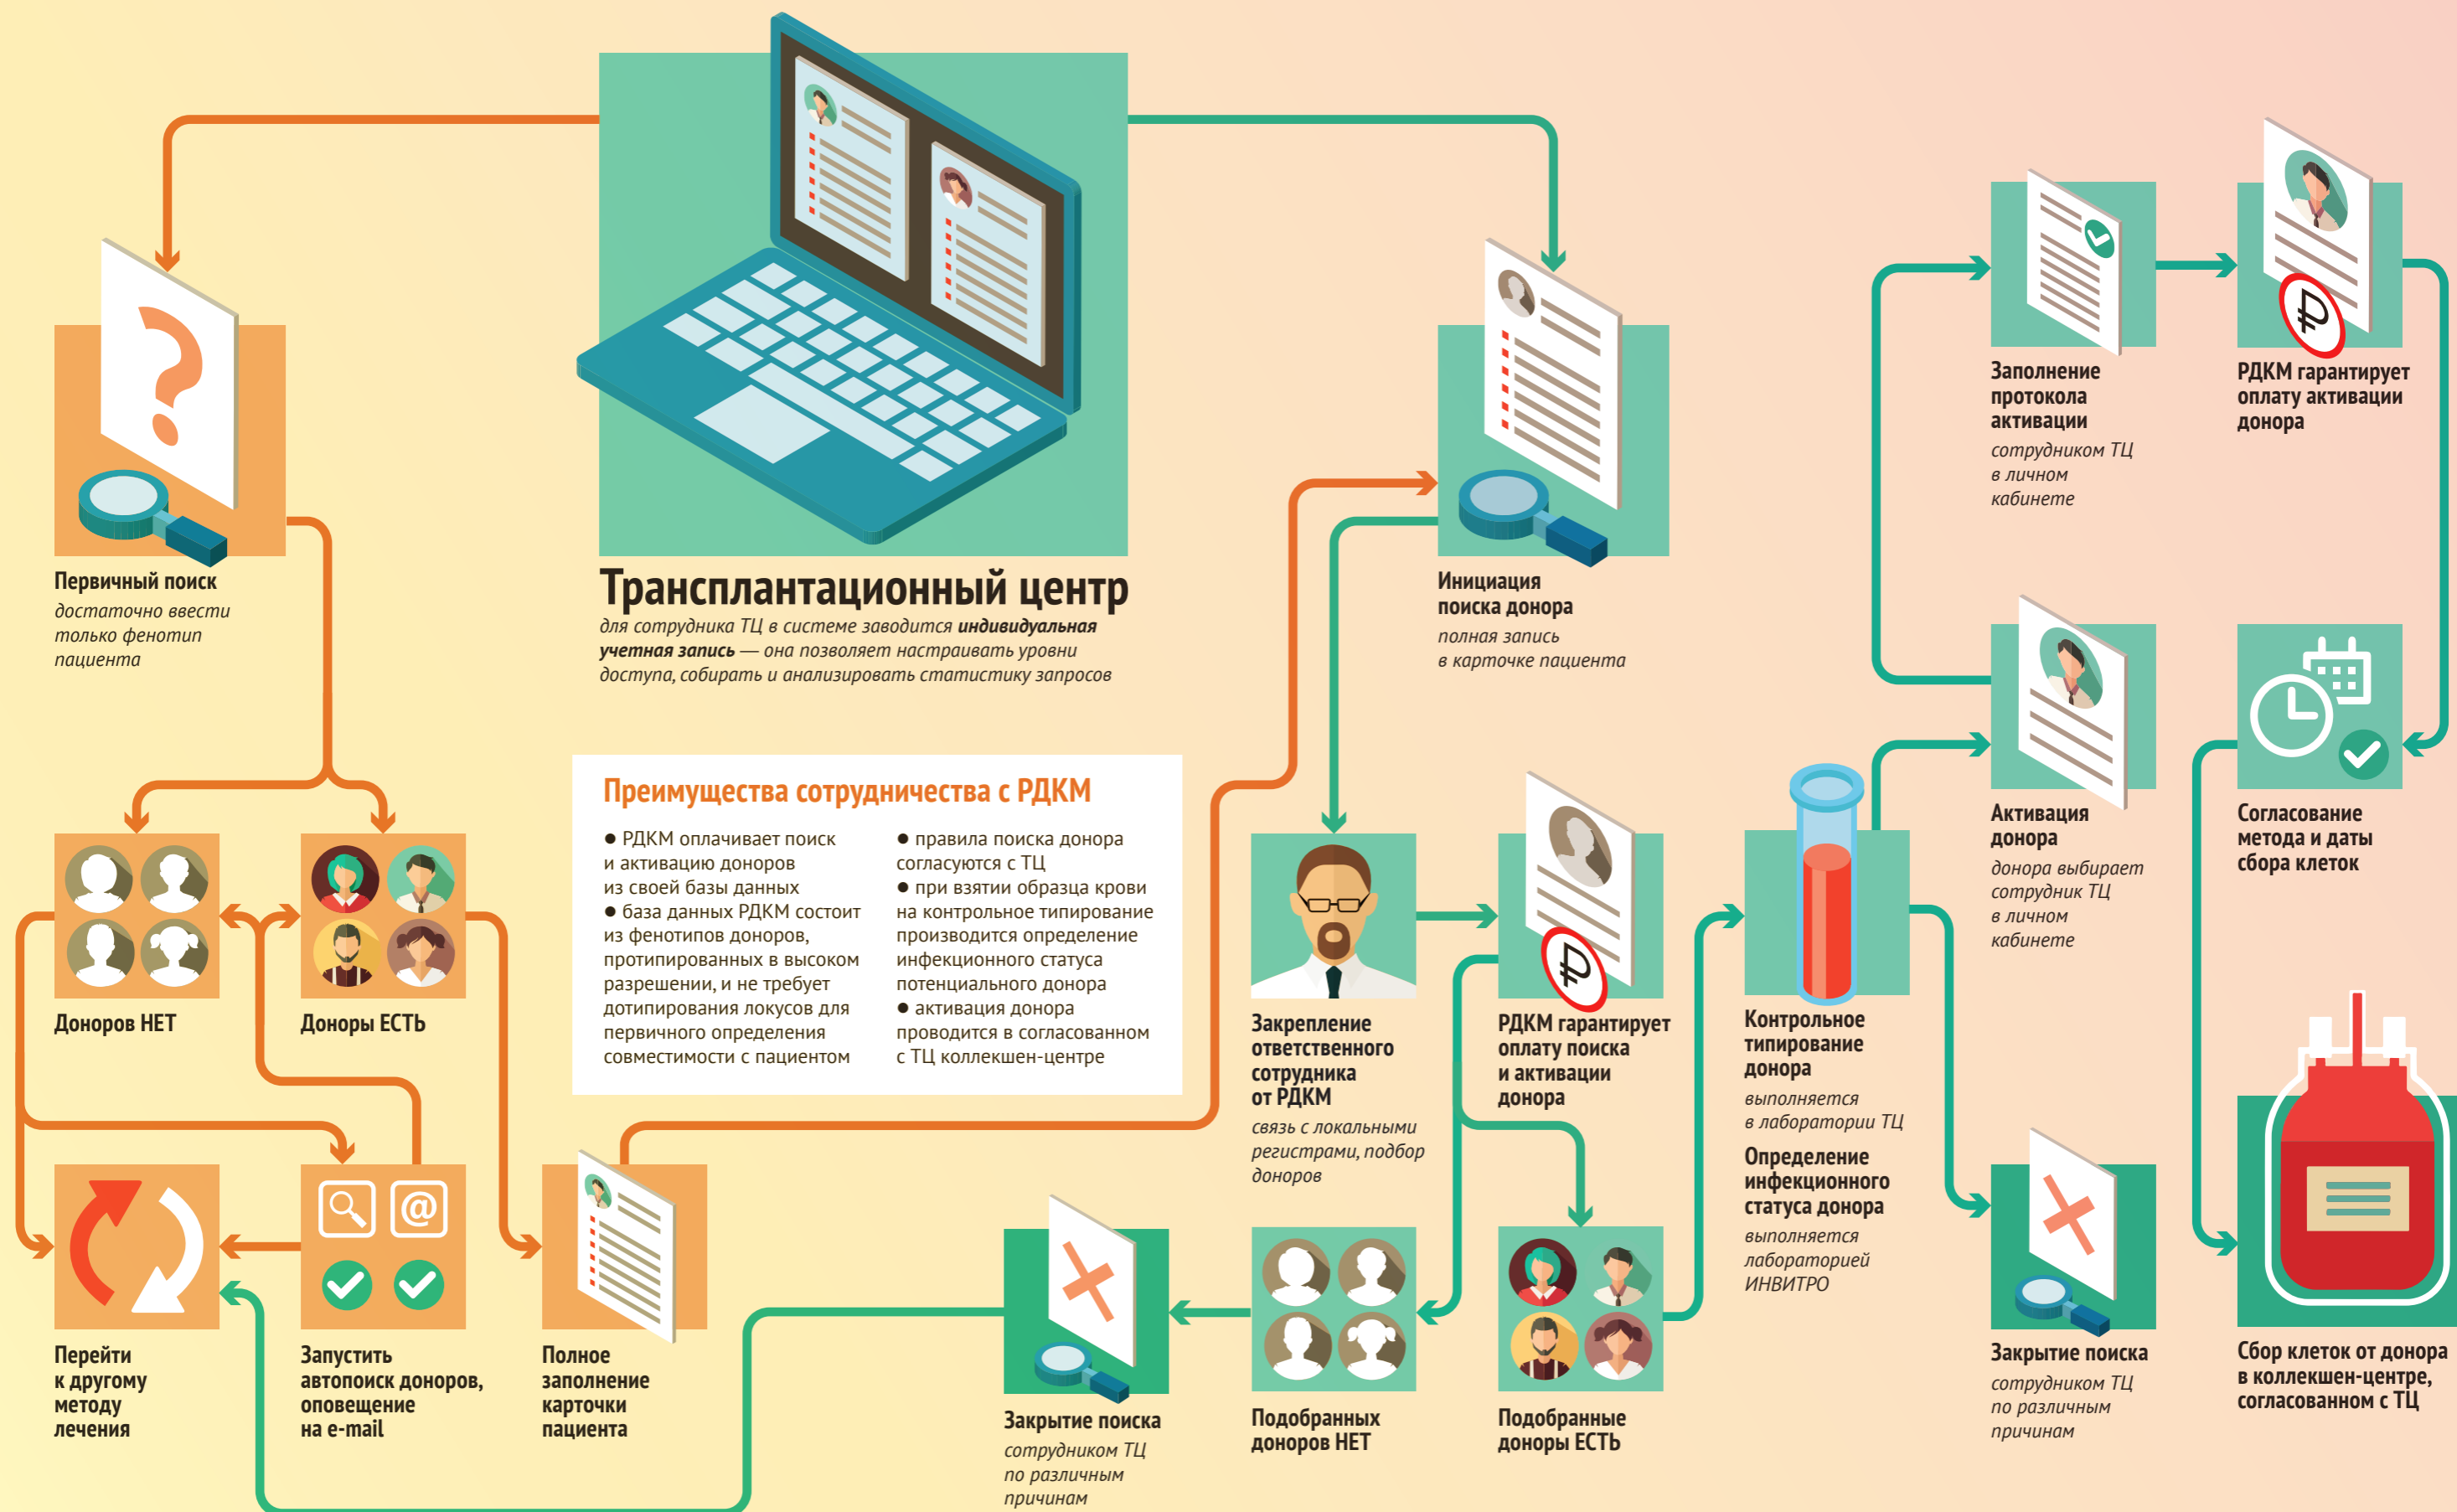 Трансплантационный центр
для сотрудника ТЦ в системе заводится индивидуальная
учетная запись — она позволяет настраивать уровни
доступа, собирать и анализировать статистику запросов
Первичный поиск
достаточно ввести
только фенотип
пациента
Инициация
поиска донора
полная запись
в карточке пациента
Заполнение
протокола
активации
сотрудником ТЦ
в личном
кабинете
РДКМ гарантирует
оплату активации
донора
Преимущества сотрудничества с РДКМ
● РДКМ оплачивает поиск
и активацию доноров
из своей базы данных
● база данных РДКМ состоит
из фенотипов доноров,
протипированных в высоком
разрешении, и не требует
дотипирования локусов для
первичного определения
совместимости с пациентом
● правила поиска донора
согласуются с ТЦ
● при взятии образца крови
на контрольное типирование
производится определение
инфекционного статуса
потенциального донора
● активация донора
проводится в согласованном
с ТЦ коллекшен-центре
Активация
донора
донора выбирает
сотрудник ТЦ
в личном
кабинете
Согласование
метода и даты
сбора клеток
Доноров НЕТ
Доноры ЕСТЬ
Закрепление
ответственного
сотрудника
от РДКМ
связь с локальными
регистрами, подбор
доноров
₽
РДКМ гарантирует
оплату поиска
и активации
донора
Контрольное
типирование
донора
выполняется
в лаборатории ТЦ
Определение
инфекционного
статуса донора
выполняется
лабораторией
ИНВИТРО
₽
@
Перейти
к другому
методу
лечения
Запустить
автопоиск доноров,
оповещение
на e-mail
Полное
заполнение
карточки
пациента
Закрытие поиска
сотрудником ТЦ
по различным
причинам
Подобранных
доноров НЕТ
Подобранные
доноры ЕСТЬ
Закрытие поиска
сотрудником ТЦ
по различным
причинам
Сбор клеток от донора
в коллекшен-центре,
согласованном с ТЦ